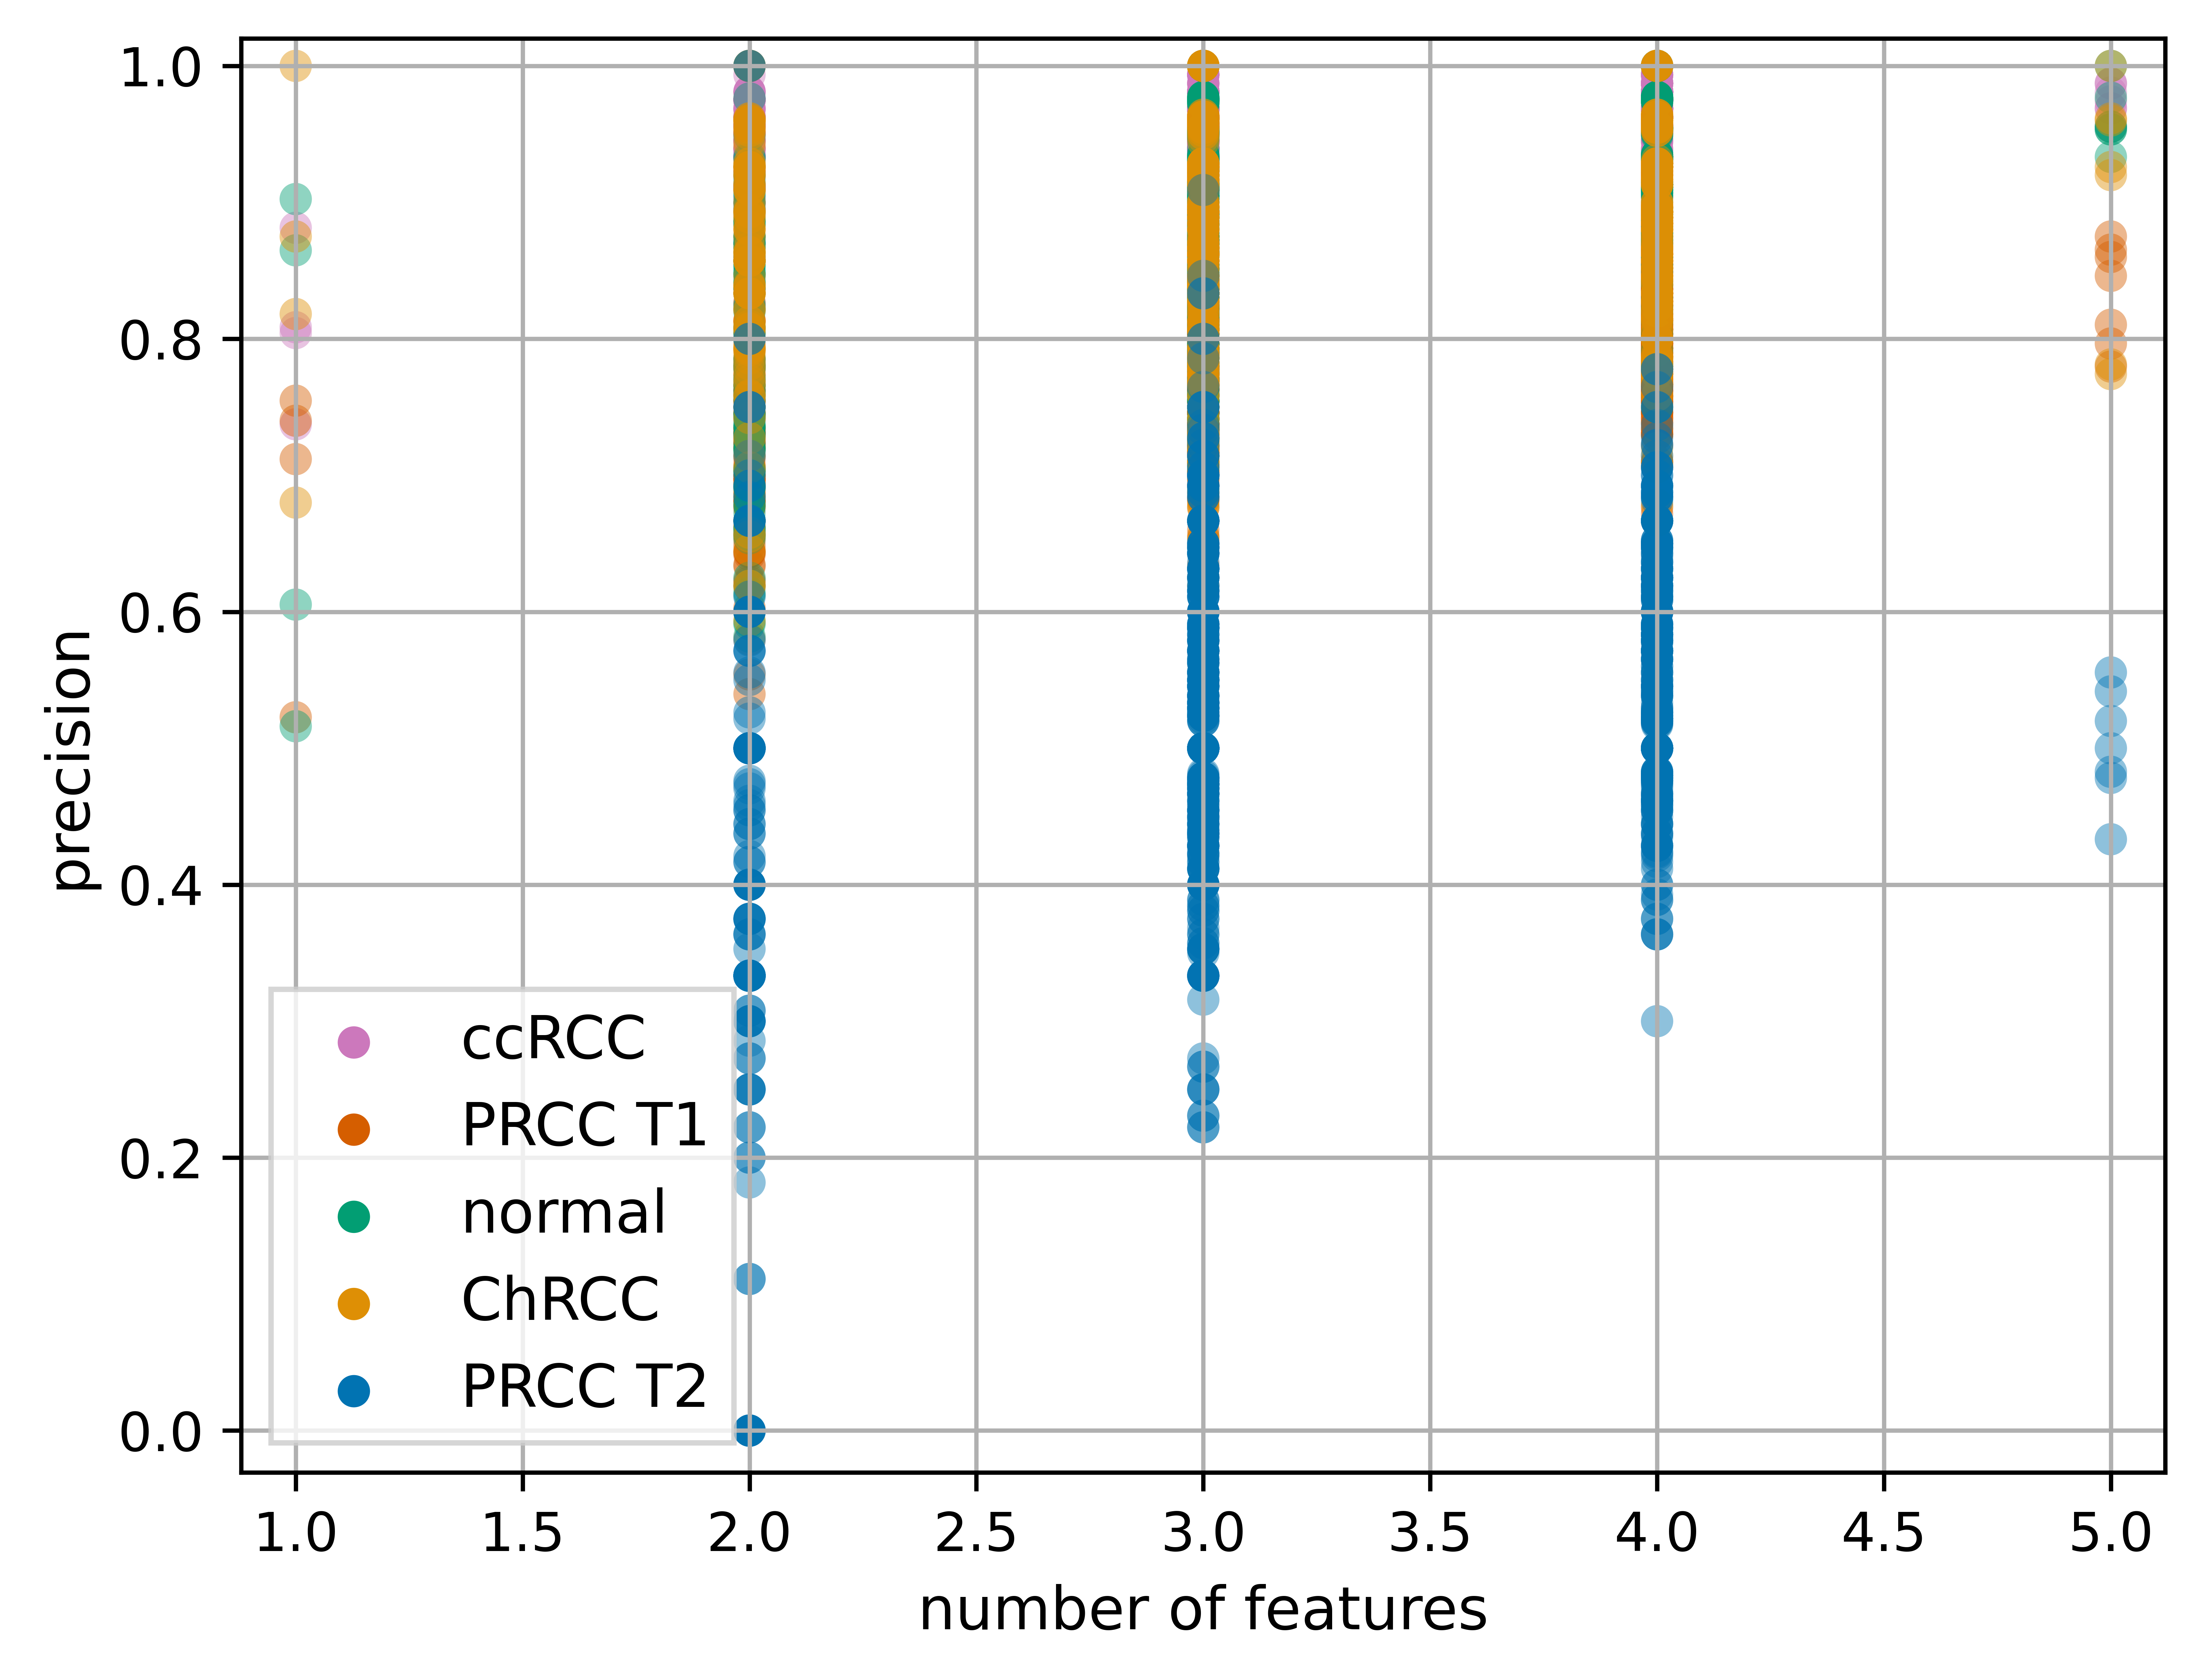 1.0
0.8
0.6
0.4
0.2
0.0
precision
ccRCC
PRCC T1
normal
ChRCC
PRCC T2
1.0 1.5 2.0 2.5 3.0 3.5 4.0 4.5 5.0
number of features